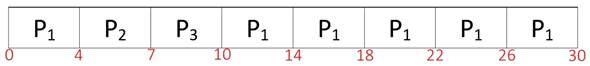 P₁ P₂ P₃ P₁ P₁ P₁ P₁ P₁
0 4 7 10 14 18 22 26 30